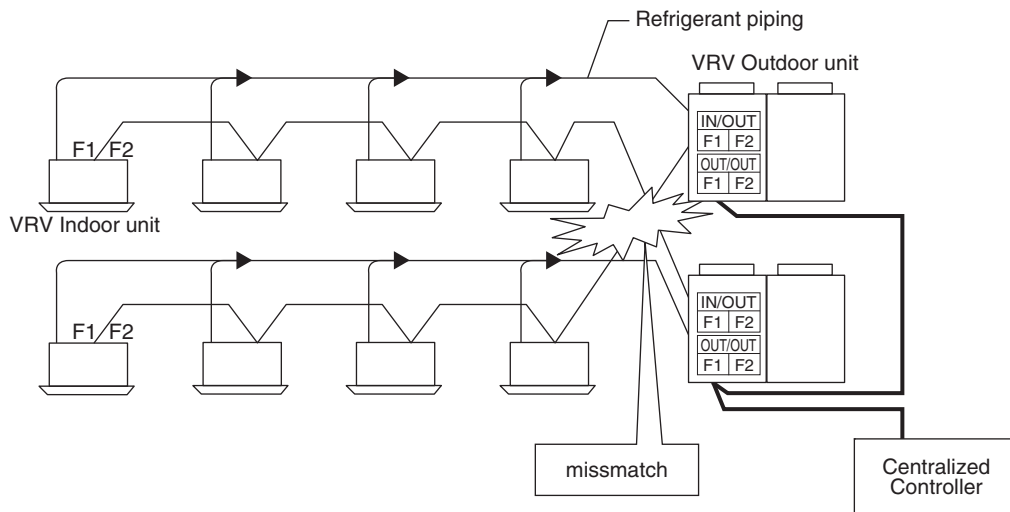 Refrigerant piping
VRV Outdoor unit
IN/OUT
F1 F2
OUT/OUT
F1 F2
F1 F2
VRV Indoor unit
IN/OUT
F1 F2
OUT/OUT
F1 F2
F1 F2
missmatch
Centralized
Controller